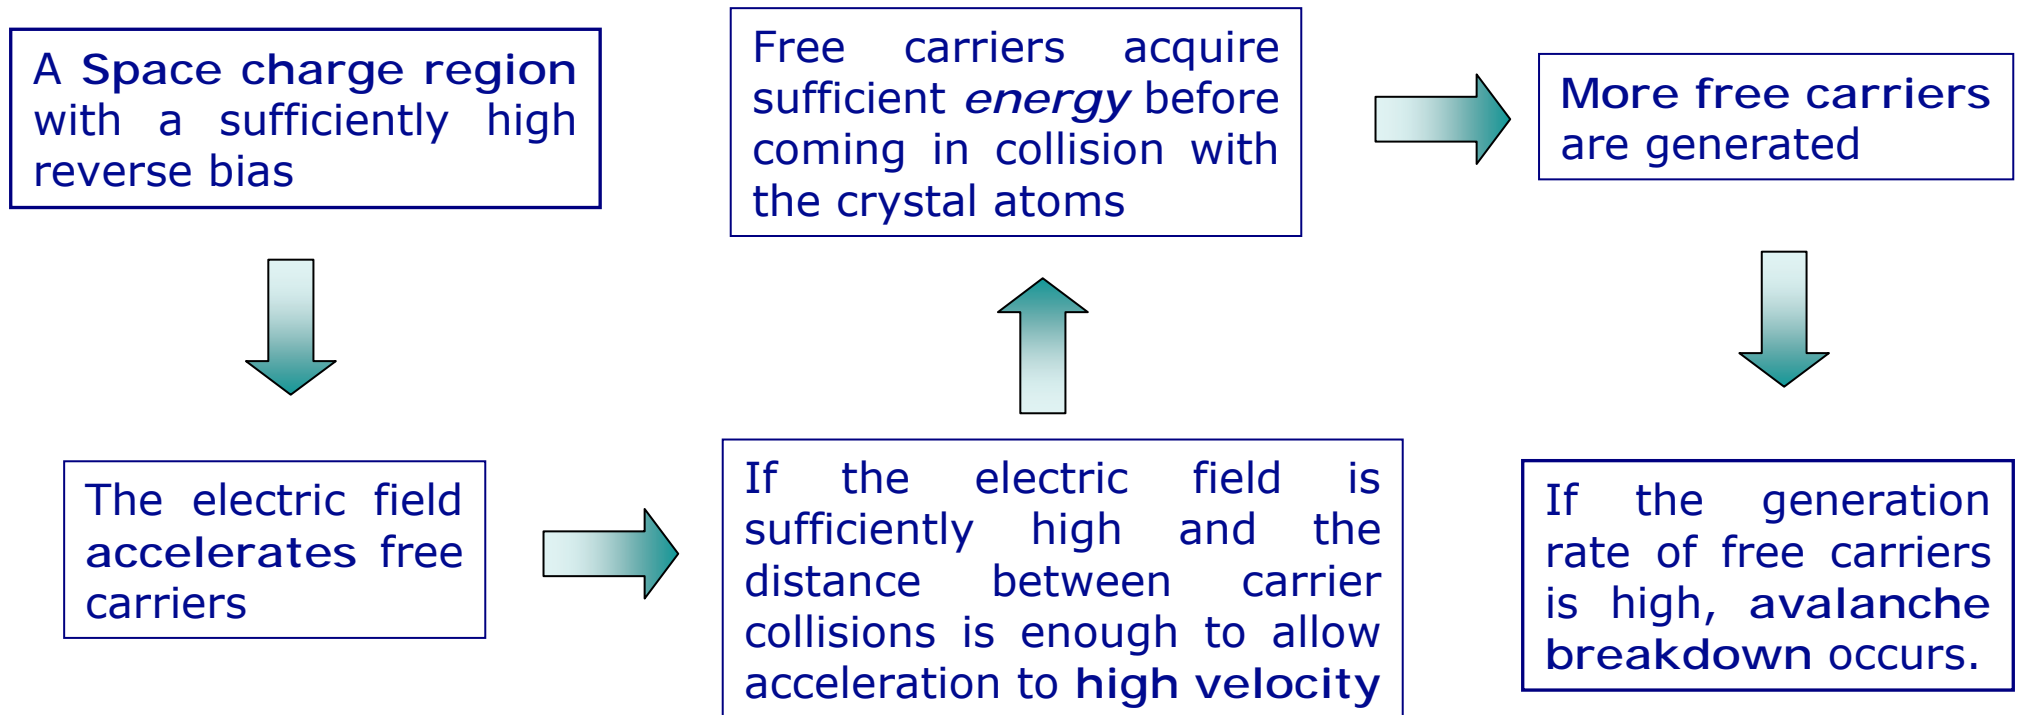 A Space charge region
with a sufficiently high
reverse bias
The electric field
accelerates free
carriers
If the electric field is
sufficiently high and the
distance between carrier
collisions is enough to allow
acceleration to high velocity
Free carriers acquire
sufficient energy before
coming in collision with
the crystal atoms
More free carriers
are generated
If the generation
rate of free carriers
is high, avalanche
breakdown occurs.